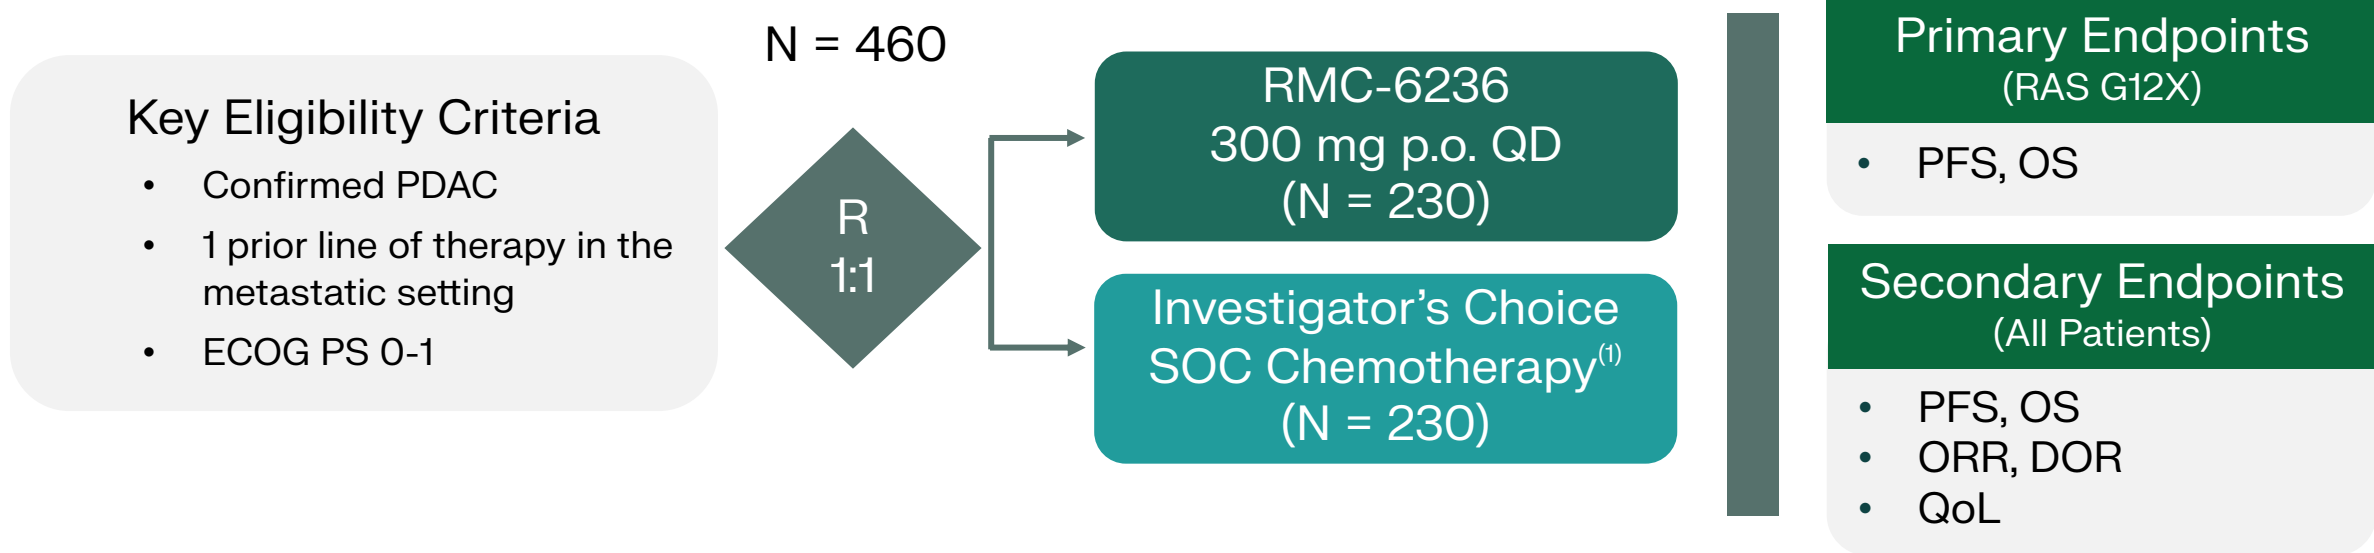 Key Eligibility Criteria
• Confirmed PDAC
• 1 prior line of therapy in the
metastatic setting
• ECOG PS 0-1
N = 460
R
1:1
RMC-6236
300 mg p.o. QD
(N = 230)
Investigator’s Choice
SOC Chemotherapy(1)
(N = 230)
Primary Endpoints
(RAS G12X)
• PFS, OS
Secondary Endpoints
(All Patients)
• PFS, OS
• ORR, DOR
• QoL